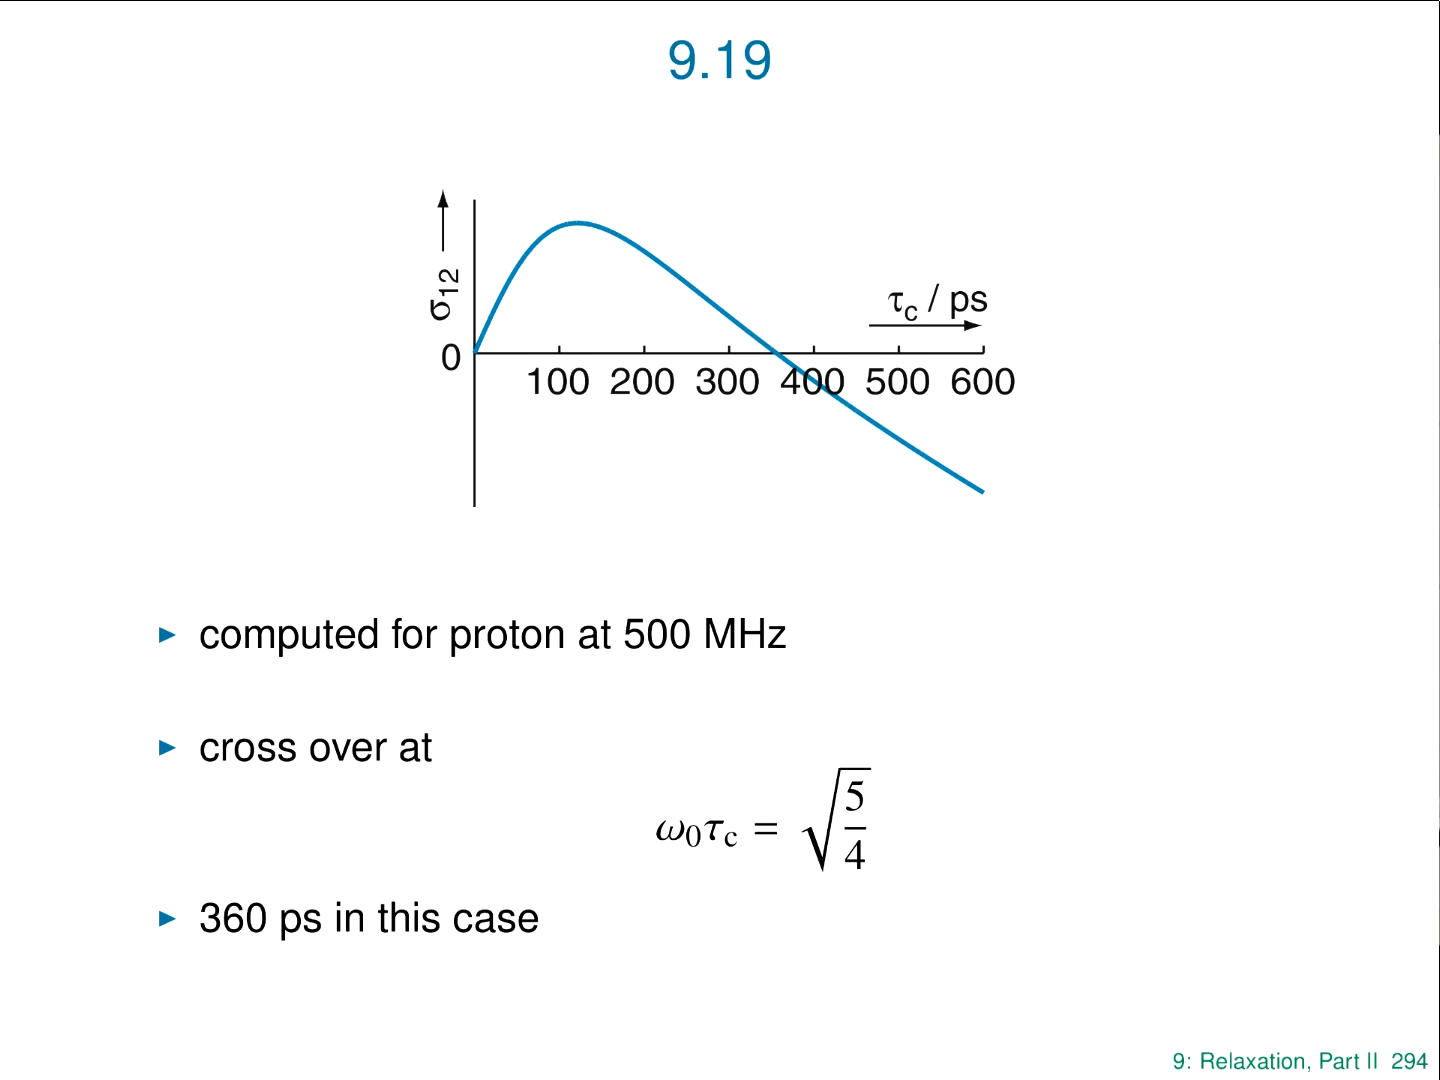 9.19
σ12
τc / ps
0
100 200 300 400 500 600
▶ computed for proton at 500 MHz
▶ cross over at
ω0τc = √(5/4)
▶ 360 ps in this case
9: Relaxation, Part II 294